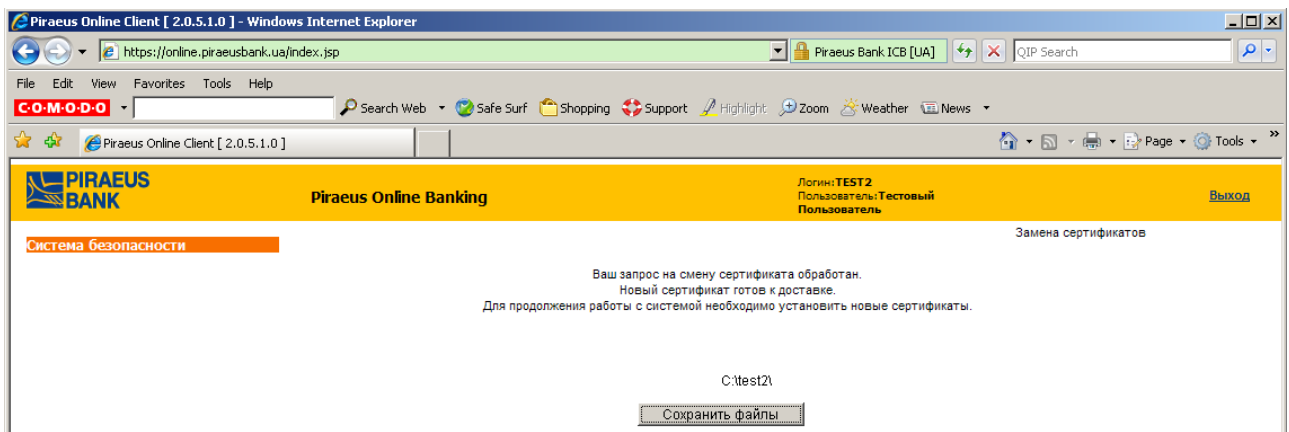 Piraeus Online Client [ 2.0.5.1.0 ] - Windows Internet Explorer
https://online.piraeusbank.ua/index.jsp Piraeus Bank ICB [UA] QIP Search
File Edit View Favorites Tools Help
C·O·M·O·D·O Search Web Safe Surf Shopping Support Highlight Zoom Weather News
Piraeus Online Client [ 2.0.5.1.0 ] Page Tools »
PIRAEUS
BANK
Piraeus Online Banking
Логин:TEST2
Пользователь:Тестовый
Пользователь
Выход
Система безопасности
Замена сертификатов
Ваш запрос на смену сертификата обработан.
Новый сертификат готов к доставке.
Для продолжения работы с системой необходимо установить новые сертификаты.
C:\test2\
Сохранить файлы